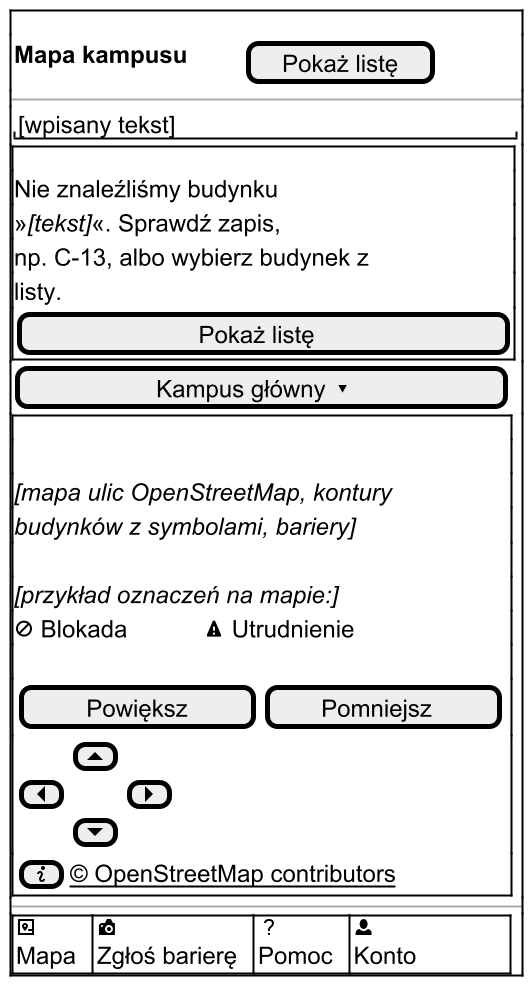 Mapa kampusu
Pokaż listę
[wpisany tekst]
Nie znaleźliśmy budynku
»[tekst]«. Sprawdź zapis,
np. C-13, albo wybierz budynek z
listy.
Pokaż listę
Kampus główny ▾
[mapa ulic OpenStreetMap, kontury
budynków z symbolami, bariery]
[przykład oznaczeń na mapie:]
Blokada
Utrudnienie
Powiększ
Pomniejsz
i © OpenStreetMap contributors
?
Mapa Zgłoś barierę Pomoc Konto